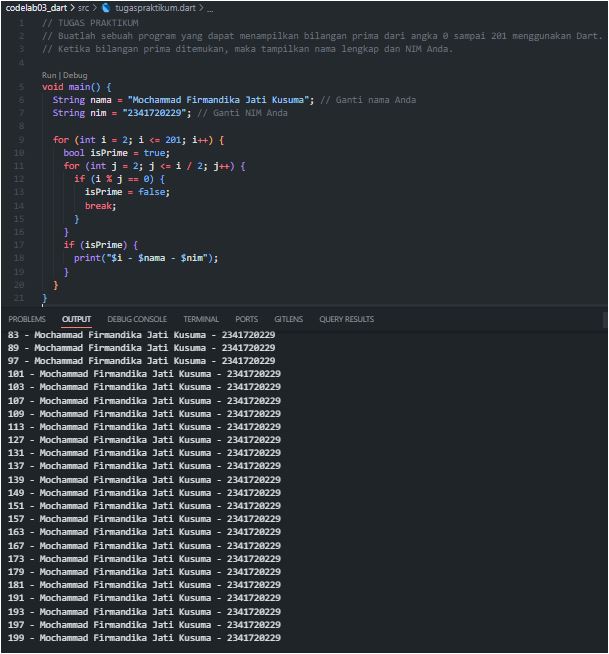 codelab03_dart > src > tugaspraktikum.dart > ...
1 // TUGAS PRAKTIKUM
2 // Buatlah sebuah program yang dapat menampilkan bilangan prima dari angka 0 sampai 201 menggunakan Dart.
3 // Ketika bilangan prima ditemukan, maka tampilkan nama lengkap dan NIM Anda.
4
Run | Debug
5 void main() {
6 String nama = "Mochammad Firmandika Jati Kusuma"; // Ganti nama Anda
7 String nim = "2341720229"; // Ganti NIM Anda
8
9 for (int i = 2; i <= 201; i++) {
10 bool isPrime = true;
11 for (int j = 2; j <= i / 2; j++) {
12 if (i % j == 0) {
13 isPrime = false;
14 break;
15 }
16 }
17 if (isPrime) {
18 print("$i - $nama - $nim");
19 }
20 }
21 }
PROBLEMS OUTPUT DEBUG CONSOLE TERMINAL PORTS GITLENS QUERY RESULTS
83 - Mochammad Firmandika Jati Kusuma - 2341720229
89 - Mochammad Firmandika Jati Kusuma - 2341720229
97 - Mochammad Firmandika Jati Kusuma - 2341720229
101 - Mochammad Firmandika Jati Kusuma - 2341720229
103 - Mochammad Firmandika Jati Kusuma - 2341720229
107 - Mochammad Firmandika Jati Kusuma - 2341720229
109 - Mochammad Firmandika Jati Kusuma - 2341720229
113 - Mochammad Firmandika Jati Kusuma - 2341720229
127 - Mochammad Firmandika Jati Kusuma - 2341720229
131 - Mochammad Firmandika Jati Kusuma - 2341720229
137 - Mochammad Firmandika Jati Kusuma - 2341720229
139 - Mochammad Firmandika Jati Kusuma - 2341720229
149 - Mochammad Firmandika Jati Kusuma - 2341720229
151 - Mochammad Firmandika Jati Kusuma - 2341720229
157 - Mochammad Firmandika Jati Kusuma - 2341720229
163 - Mochammad Firmandika Jati Kusuma - 2341720229
167 - Mochammad Firmandika Jati Kusuma - 2341720229
173 - Mochammad Firmandika Jati Kusuma - 2341720229
179 - Mochammad Firmandika Jati Kusuma - 2341720229
181 - Mochammad Firmandika Jati Kusuma - 2341720229
191 - Mochammad Firmandika Jati Kusuma - 2341720229
193 - Mochammad Firmandika Jati Kusuma - 2341720229
197 - Mochammad Firmandika Jati Kusuma - 2341720229
199 - Mochammad Firmandika Jati Kusuma - 2341720229